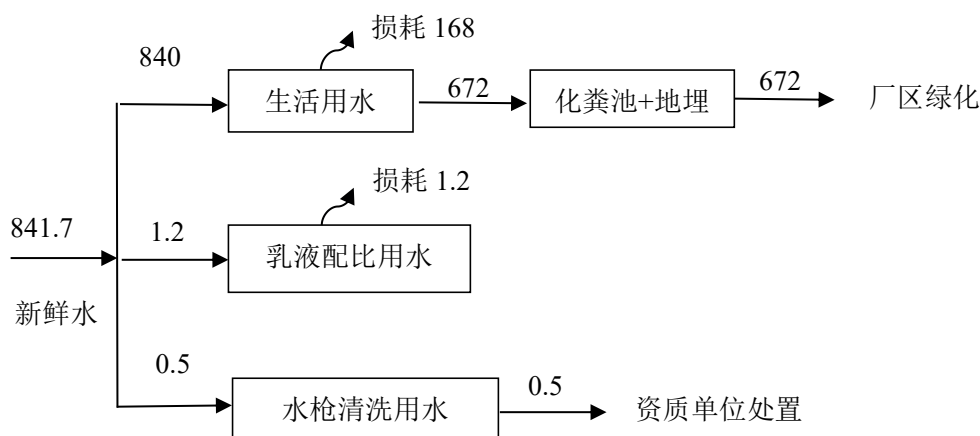 损耗 168
840
生活用水
672
化粪池+地埋
672
厂区绿化
损耗 1.2
841.7
1.2
乳液配比用水
新鲜水
0.5
水枪清洗用水
0.5
资质单位处置